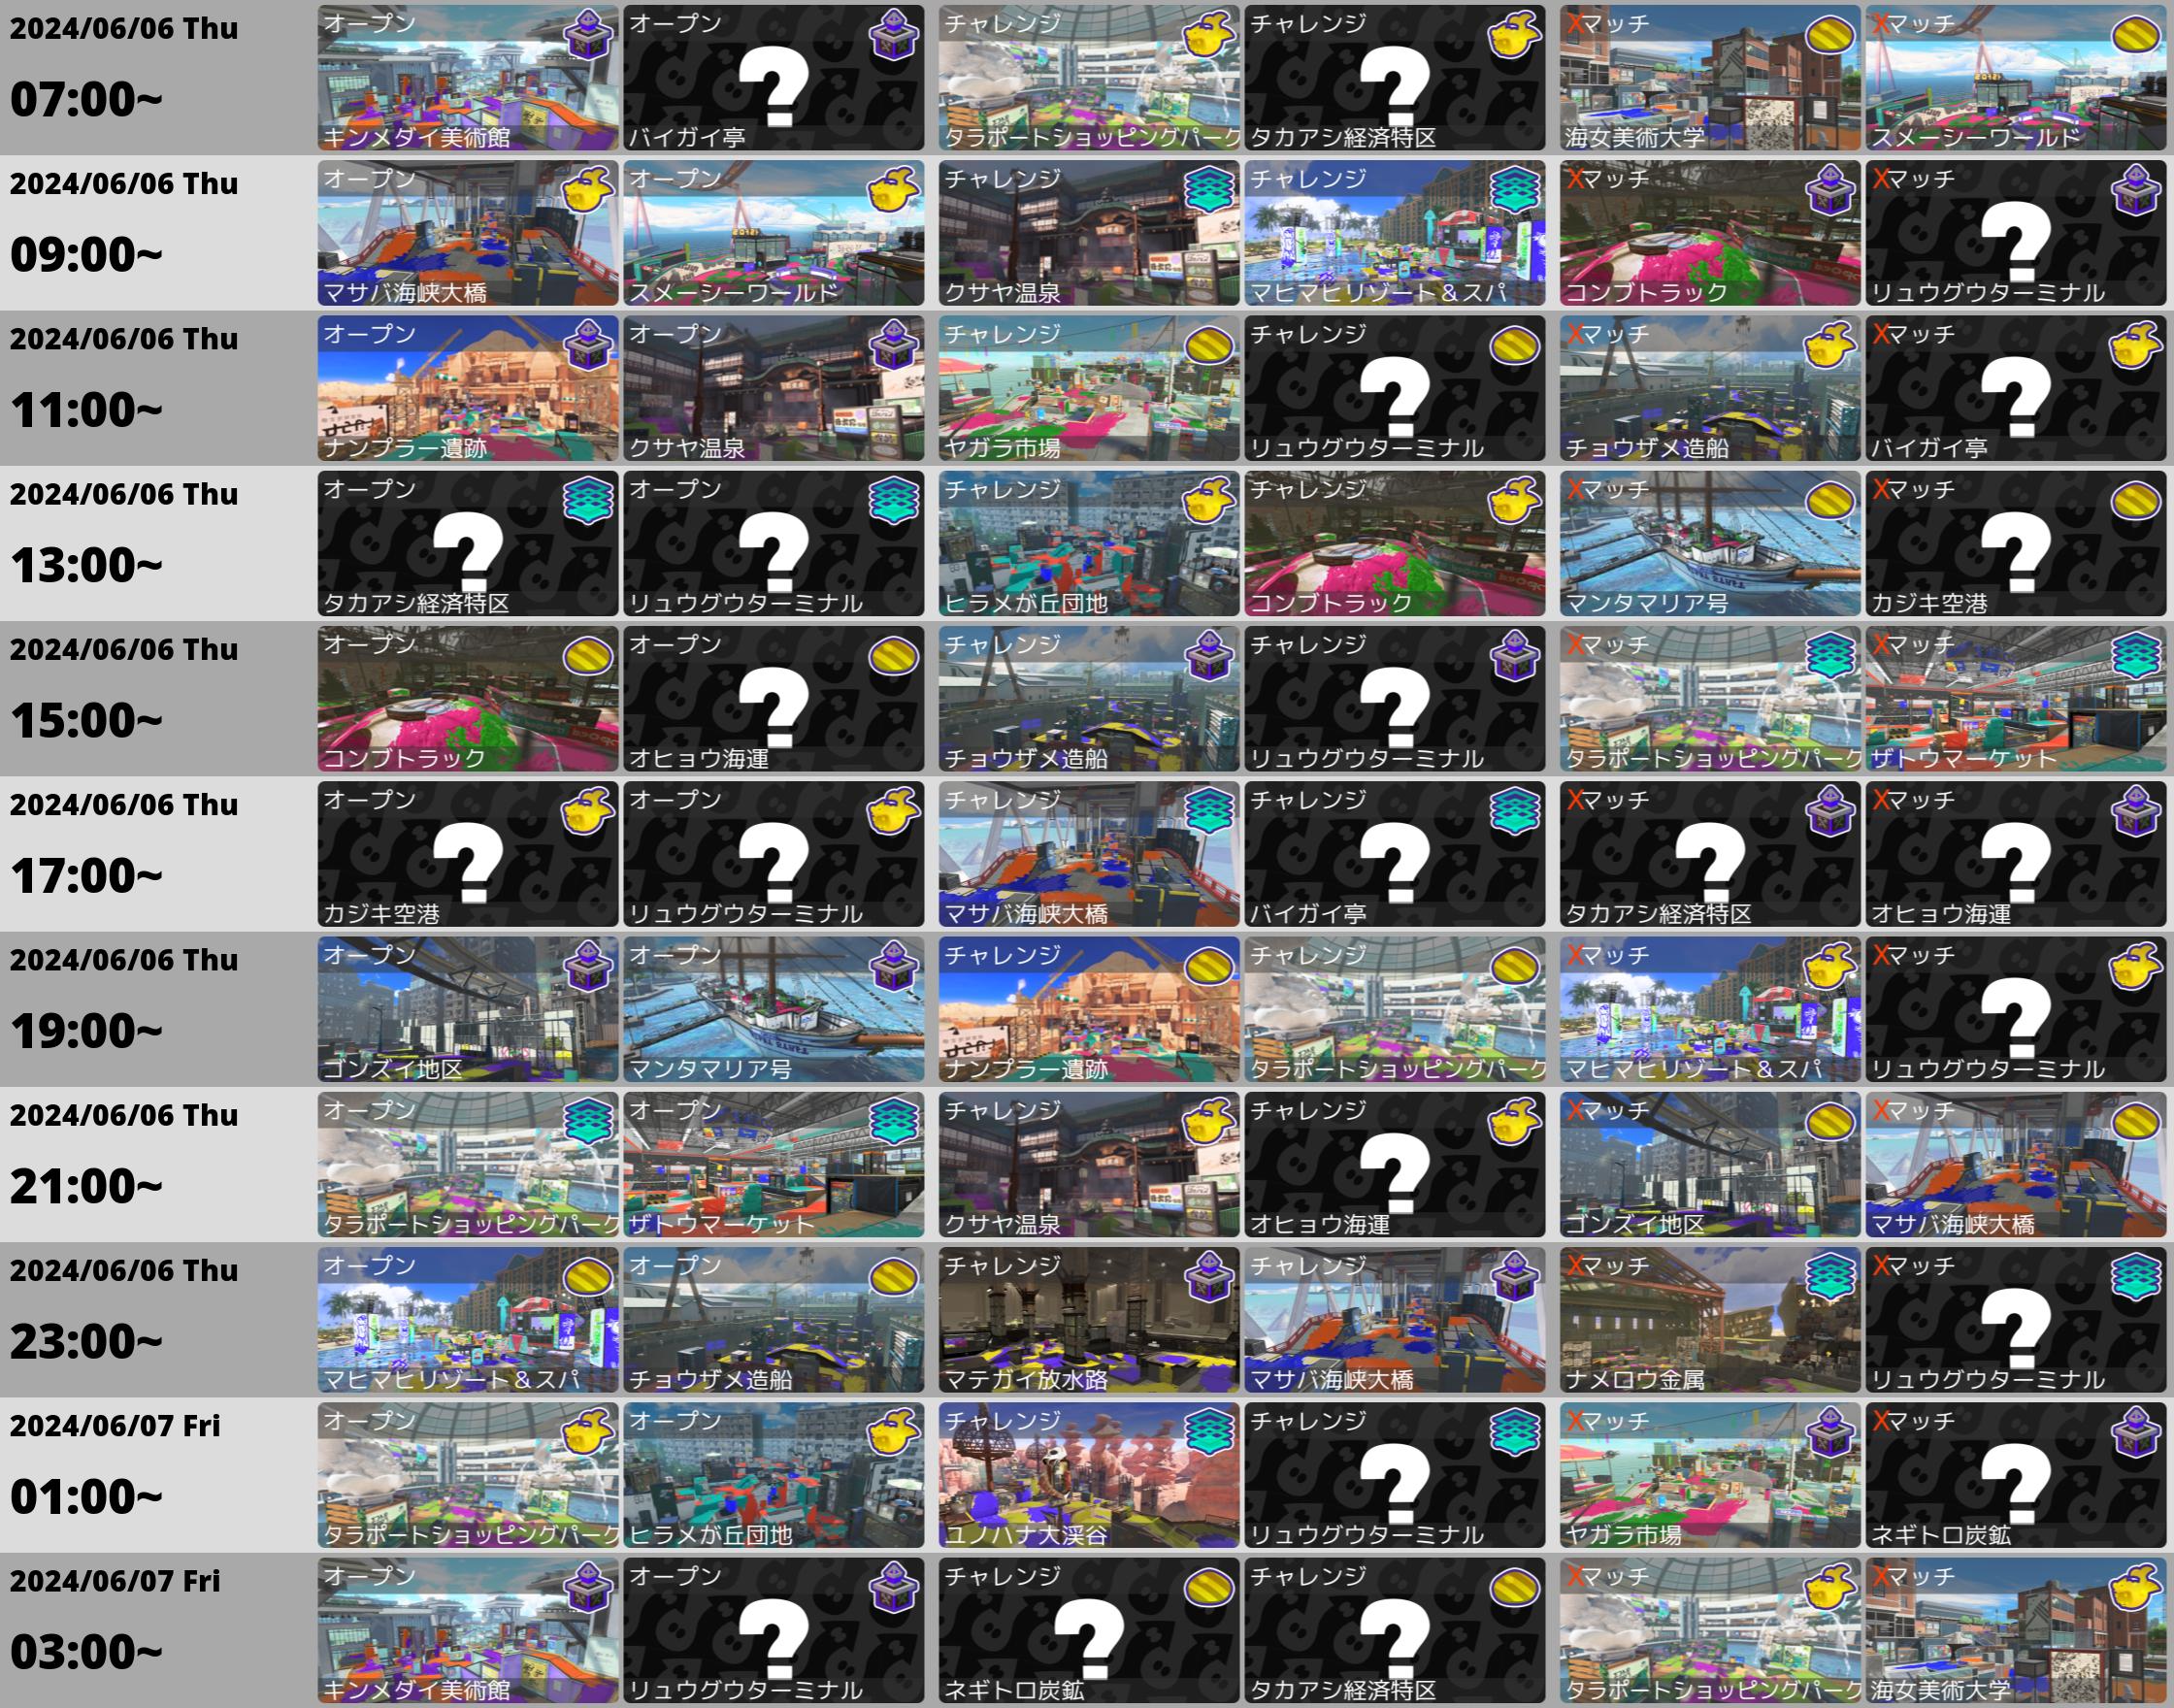 2024/06/06 Thu
07:00~
オープン
キンメダイ美術館
オープン
バイガイ亭
チャレンジ
タラポートショッピングパーク
チャレンジ
タカアシ経済特区
Xマッチ
海女美術大学
Xマッチ
スメーシーワールド
2024/06/06 Thu
09:00~
オープン
マサバ海峡大橋
オープン
スメーシーワールド
チャレンジ
クサヤ温泉
チャレンジ
マヒマヒリゾート&スパ
Xマッチ
コンブトラック
Xマッチ
リュウグウターミナル
2024/06/06 Thu
11:00~
オープン
ナンプラー遺跡
オープン
クサヤ温泉
チャレンジ
ヤガラ市場
チャレンジ
リュウグウターミナル
Xマッチ
チョウザメ造船
Xマッチ
バイガイ亭
2024/06/06 Thu
13:00~
オープン
タカアシ経済特区
オープン
リュウグウターミナル
チャレンジ
ヒラメが丘団地
チャレンジ
コンブトラック
Xマッチ
マンタマリア号
Xマッチ
カジキ空港
2024/06/06 Thu
15:00~
オープン
コンブトラック
オープン
オヒョウ海運
チャレンジ
チョウザメ造船
チャレンジ
リュウグウターミナル
Xマッチ
タラポートショッピングパーク
Xマッチ
ザトウマーケット
2024/06/06 Thu
17:00~
オープン
カジキ空港
オープン
リュウグウターミナル
チャレンジ
マサバ海峡大橋
チャレンジ
バイガイ亭
Xマッチ
タカアシ経済特区
Xマッチ
オヒョウ海運
2024/06/06 Thu
19:00~
オープン
ゴンズイ地区
オープン
マンタマリア号
チャレンジ
ナンプラー遺跡
チャレンジ
タラポートショッピングパーク
Xマッチ
マヒマヒリゾート&スパ
Xマッチ
リュウグウターミナル
2024/06/06 Thu
21:00~
オープン
タラポートショッピングパーク
オープン
ザトウマーケット
チャレンジ
クサヤ温泉
チャレンジ
オヒョウ海運
Xマッチ
ゴンズイ地区
Xマッチ
マサバ海峡大橋
2024/06/06 Thu
23:00~
オープン
マヒマヒリゾート&スパ
オープン
チョウザメ造船
チャレンジ
マテガイ放水路
チャレンジ
マサバ海峡大橋
Xマッチ
ナメロウ金属
Xマッチ
リュウグウターミナル
2024/06/07 Fri
01:00~
オープン
タラポートショッピングパーク
オープン
ヒラメが丘団地
チャレンジ
ユノハナ大渓谷
チャレンジ
リュウグウターミナル
Xマッチ
ヤガラ市場
Xマッチ
ネギトロ炭鉱
2024/06/07 Fri
03:00~
オープン
キンメダイ美術館
オープン
リュウグウターミナル
チャレンジ
ネギトロ炭鉱
チャレンジ
タカアシ経済特区
Xマッチ
タラポートショッピングパーク
Xマッチ
海女美術大学